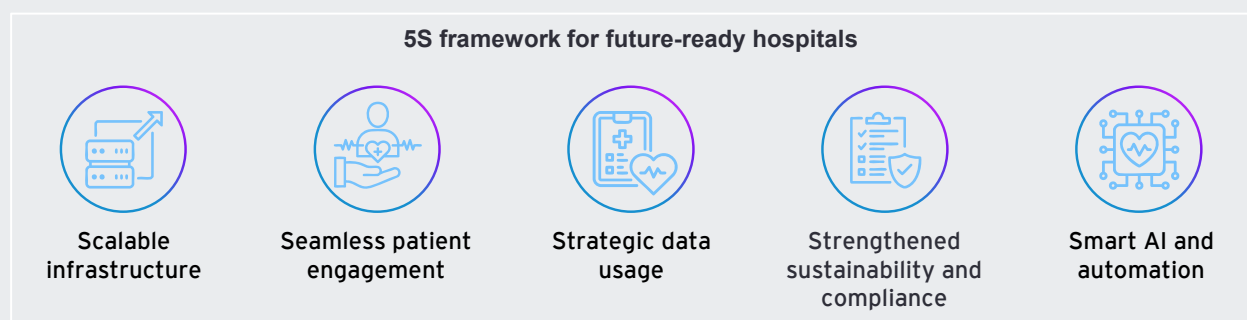 5S framework for future-ready hospitals
Scalable
infrastructure
Seamless patient
engagement
Strategic data
usage
Strengthened
sustainability and
compliance
Smart AI and
automation